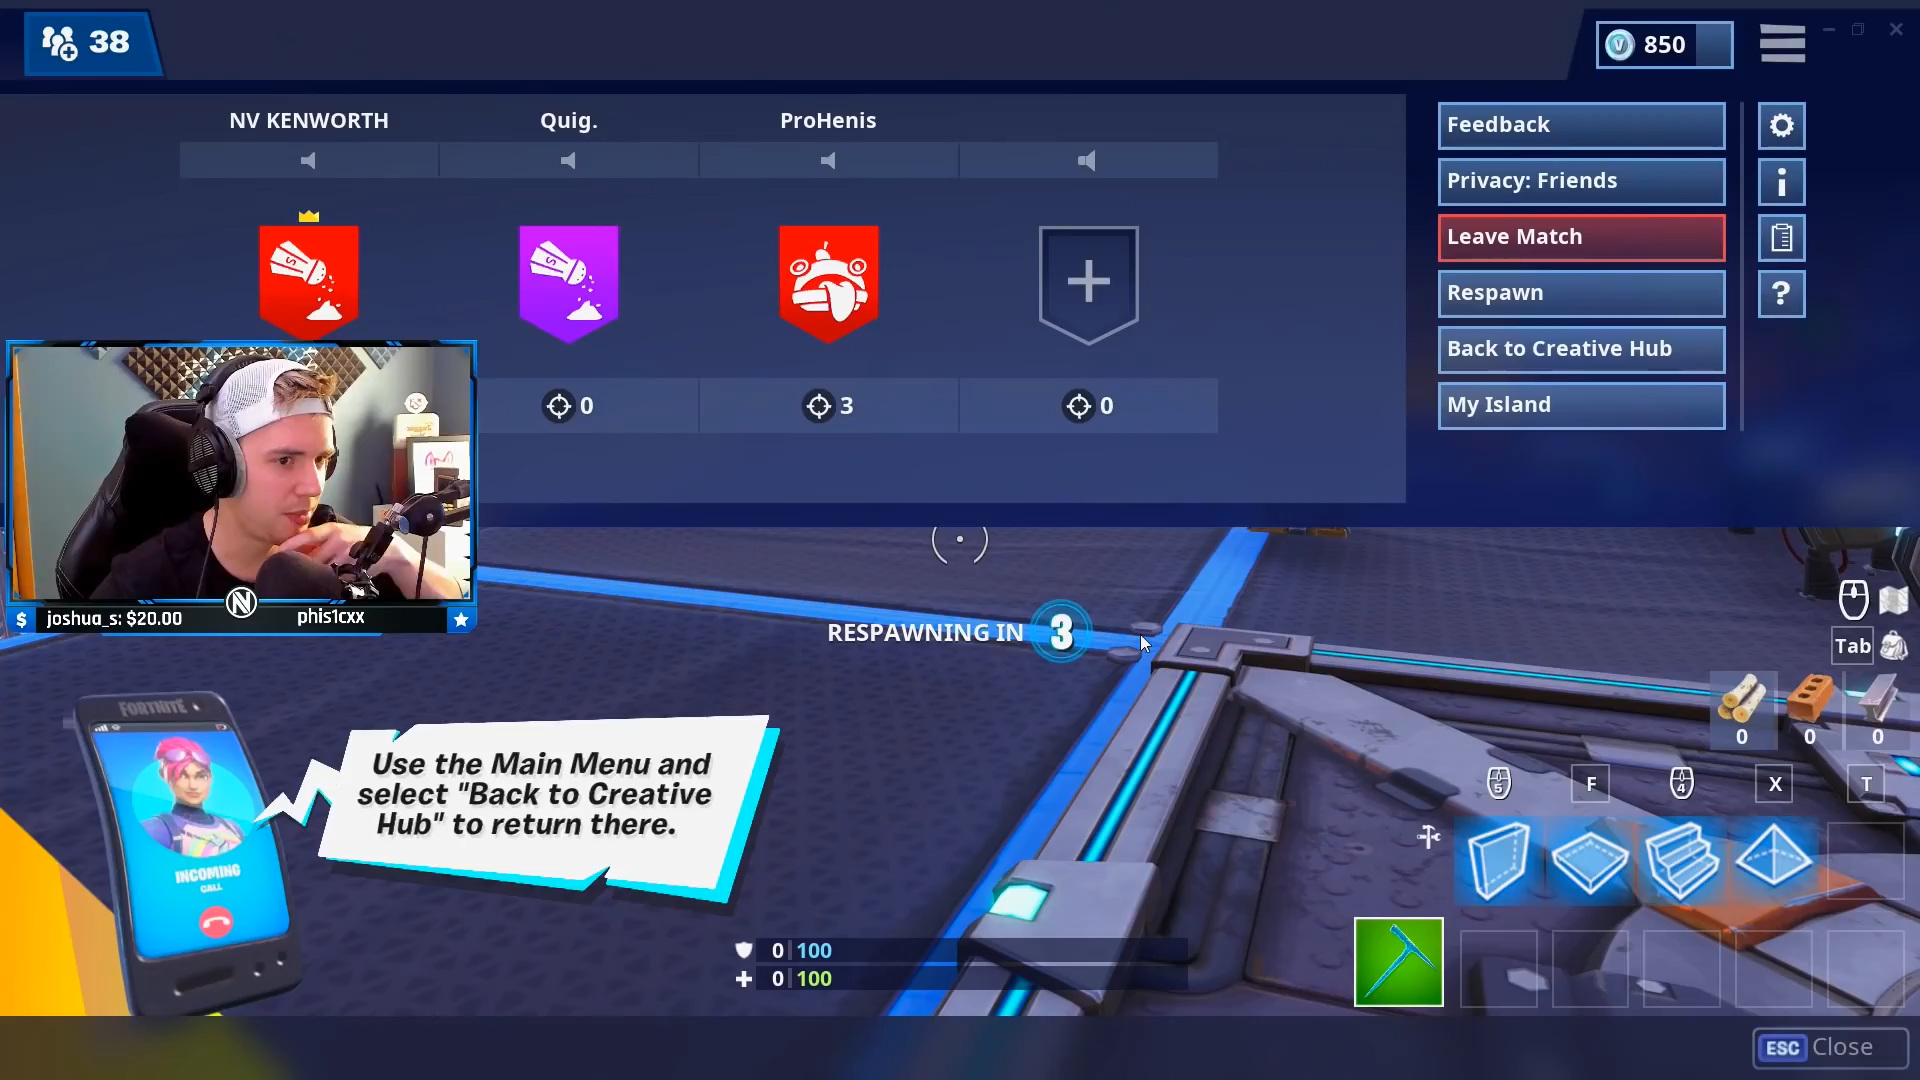 38
850
NV KENWORTH
Quig.
ProHenis
Feedback
Privacy: Friends
Leave Match
Respawn
Back to Creative Hub
My Island
0
3
0
joshua_s: $20.00
phis1cxx
RESPAWNING IN 3
Tab
0
0
0
5
F
4
X
T
FORTNITE
INCOMING
CALL
Use the Main Menu and
select "Back to Creative
Hub" to return there.
0 | 100
0 | 100
ESC Close